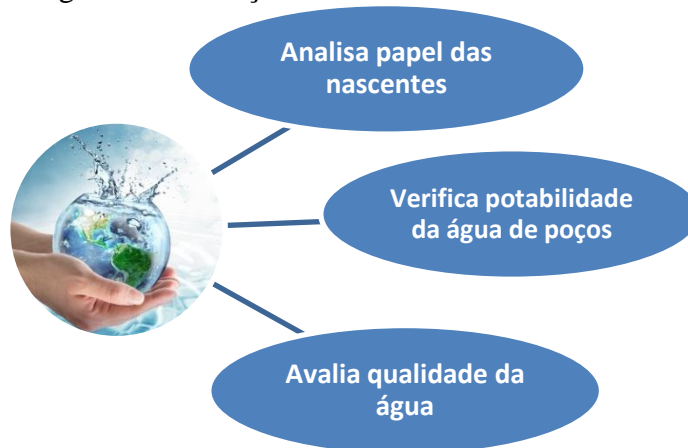 Analisa papel das
nascentes
Verifica potabilidade
da água de poços
Avalia qualidade da
água